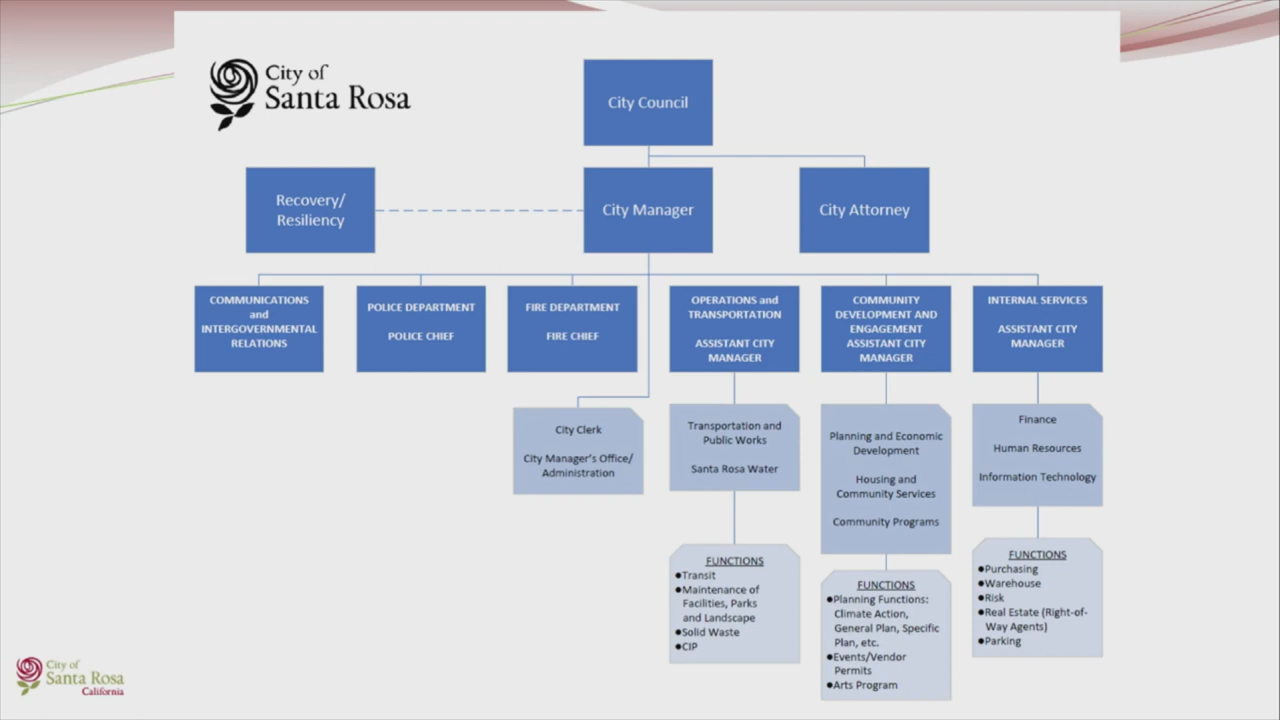 City of
Santa Rosa
City Council
Recovery/
Resiliency
City Manager
City Attorney
COMMUNICATIONS
and
INTERGOVERNMENTAL
RELATIONS
POLICE DEPARTMENT
POLICE CHIEF
FIRE DEPARTMENT
FIRE CHIEF
OPERATIONS and
TRANSPORTATION
ASSISTANT CITY
MANAGER
COMMUNITY
DEVELOPMENT AND
ENGAGEMENT
ASSISTANT CITY
MANAGER
INTERNAL SERVICES
ASSISTANT CITY
MANAGER
City Clerk
City Manager's Office/
Administration
Transportation and
Public Works
Santa Rosa Water
Planning and Economic
Development
Housing and
Community Services
Community Programs
Finance
Human Resources
Information Technology
FUNCTIONS
●Transit
●Maintenance of
Facilities, Parks
and Landscape
●Solid Waste
●CIP
FUNCTIONS
●Planning Functions:
Climate Action,
General Plan, Specific
Plan, etc.
●Events/Vendor
Permits
●Arts Program
FUNCTIONS
●Purchasing
●Warehouse
●Risk
●Real Estate (Right-of-
Way Agents)
●Parking
City of
Santa Rosa
California